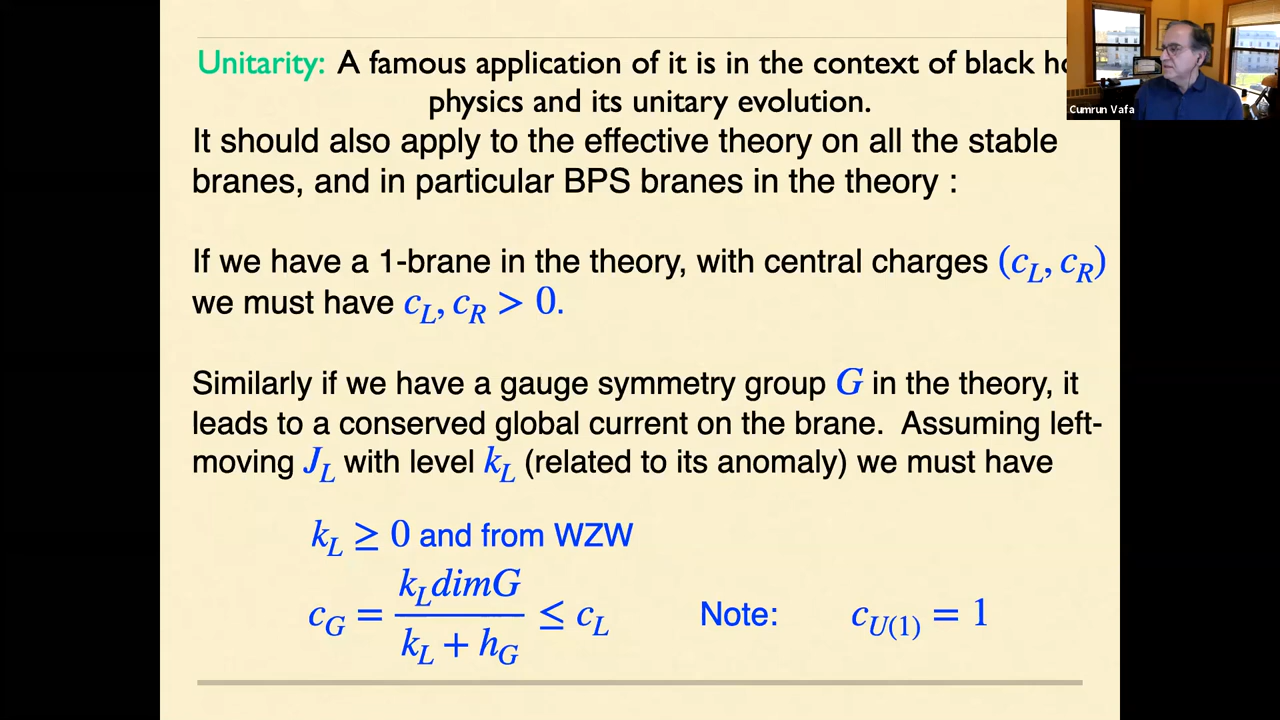 Unitarity: A famous application of it is in the context of black
physics and its unitary evolution.
Cumrun Vafa
It should also apply to the effective theory on all the stable
branes, and in particular BPS branes in the theory :
If we have a 1-brane in the theory, with central charges (c_L, c_R)
we must have c_L, c_R > 0.
Similarly if we have a gauge symmetry group G in the theory, it
leads to a conserved global current on the brane. Assuming left-
moving J_L with level k_L (related to its anomaly) we must have
k_L ≥ 0 and from WZW
c_G = \frac{k_L dimG}{k_L + h_G} ≤ c_L Note: c_{U(1)} = 1